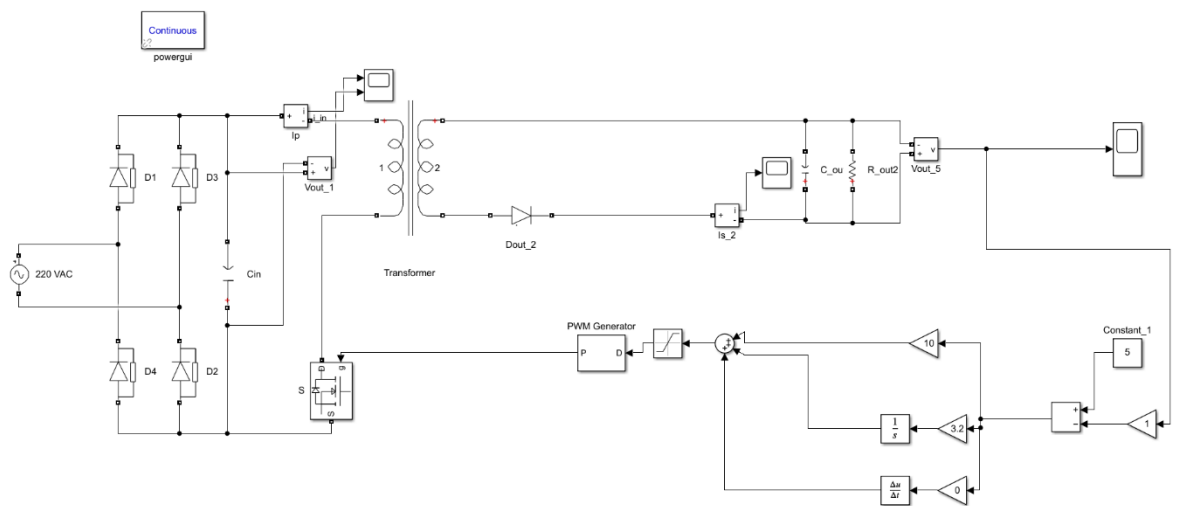 Continuous
powergui
i_in
Ip
D1
D3
v
Vout_1
1
2
i
Is_2
C_ou
R_out2
v
Vout_5
Dout_2
220 VAC
Cin
Transformer
PWM Generator
P
D
10
Constant_1
5
D4
D2
S
D
g
S
1
s
3.2
1
Δu
Δt
0